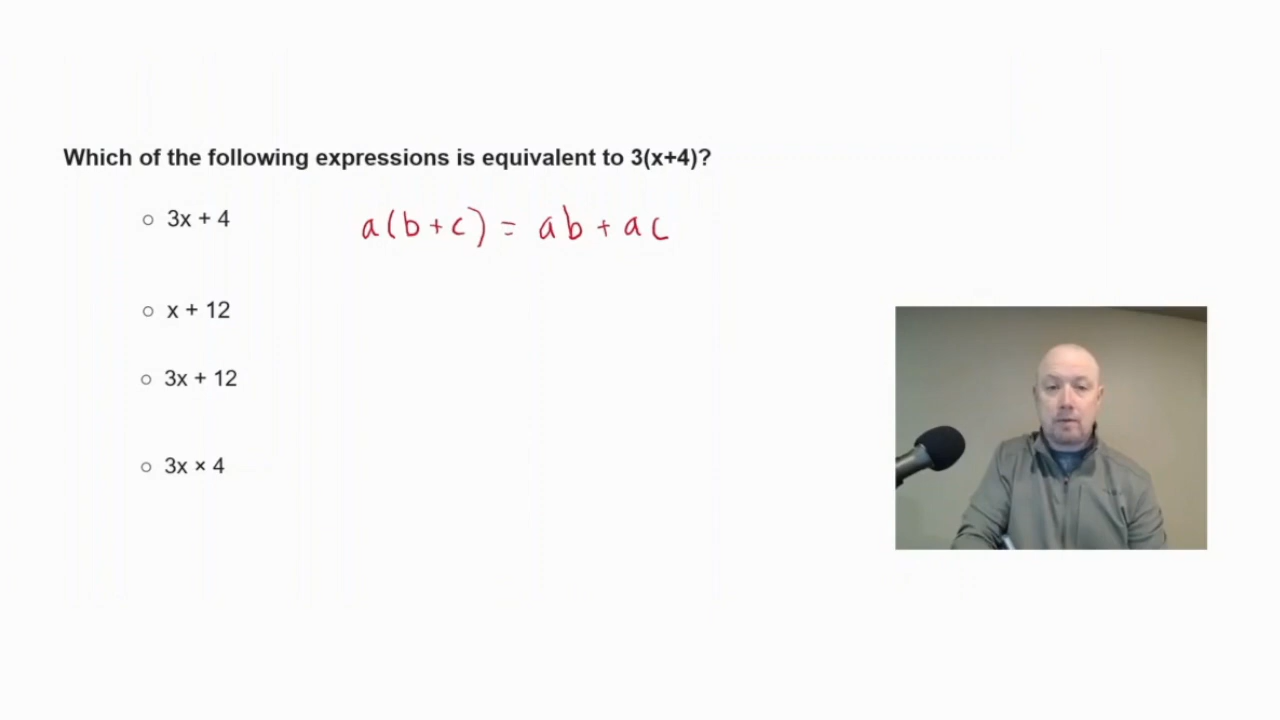 Which of the following expressions is equivalent to 3(x+4)?
3x + 4
a(b+c) = ab + ac
x + 12
3x + 12
3x × 4